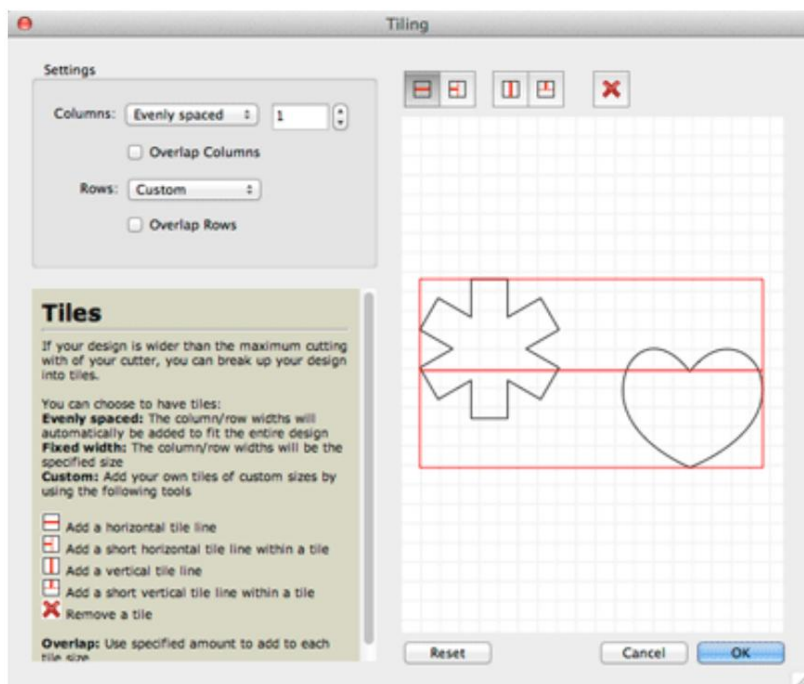 Tiling
Settings
Columns: Evenly spaced 1
Overlap Columns
Rows: Custom
Overlap Rows
Tiles
If your design is wider than the maximum cutting
with of your cutter, you can break up your design
into tiles.
You can choose to have tiles:
Evenly spaced: The column/row widths will
automatically be added to fit the entire design
Fixed width: The column/row widths will be the
specified size
Custom: Add your own tiles of custom sizes by
using the following tools
Add a horizontal tile line
Add a short horizontal tile line within a tile
Add a vertical tile line
Add a short vertical tile line within a tile
Remove a tile
Overlap: Use specified amount to add to each
tile size
Reset Cancel OK